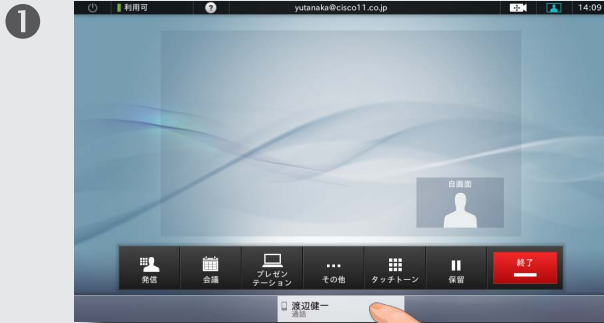 1
利用可
?
yutanaka@cisco11.co.jp
14:09
自画面
発信
会議
プレゼン
テーション
その他
タッチトーン
保留
終了
渡辺健一
通話